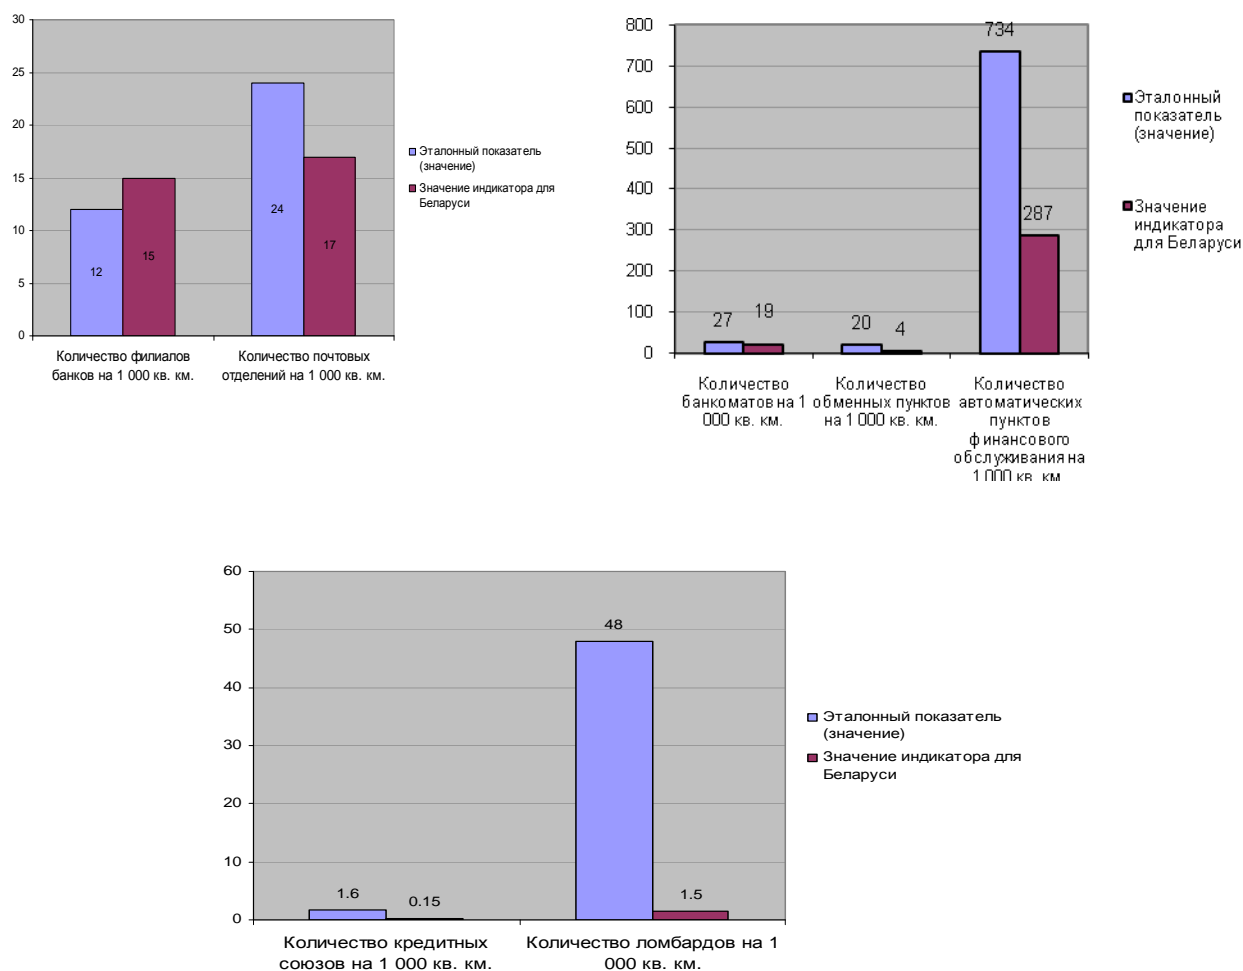 30
25
20
15
10
5
0
12
15
24
17
Количество филиалов
банков на 1 000 кв. км.
Количество почтовых
отделений на 1 000 кв. км.
Эталонный показатель
(значение)
Значение индикатора для
Беларуси
800
700
600
500
400
300
200
100
0
27
19
20
4
734
287
Количество
банкоматов на 1
000 кв. км.
Количество
обменных пунктов
на 1 000 кв. км.
Количество
автоматических
пунктов
финансового
обслуживания на
1 000 кв. км
Эталонный
показатель
(значение)
Значение
индикатора
для Беларуси
60
50
40
30
20
10
0
1.6
0.15
48
1.5
Количество кредитных
союзов на 1 000 кв. км.
Количество ломбардов на 1
000 кв. км.
Эталонный показатель
(значение)
Значение индикатора для
Беларуси